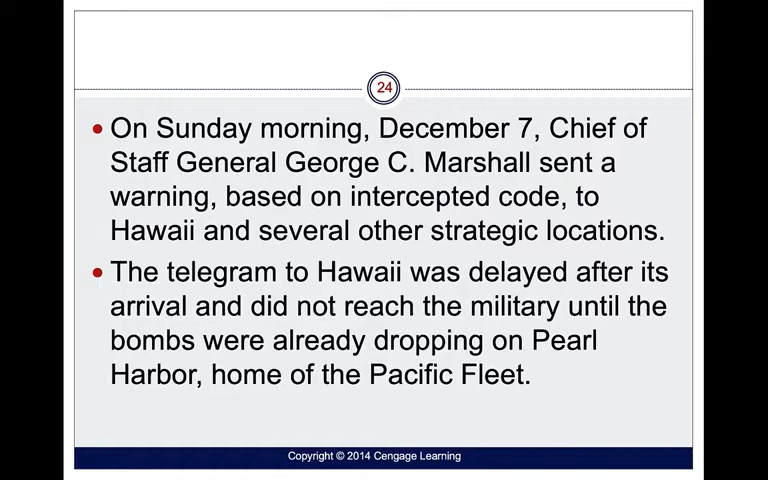 24
• On Sunday morning, December 7, Chief of
Staff General George C. Marshall sent a
warning, based on intercepted code, to
Hawaii and several other strategic locations.
• The telegram to Hawaii was delayed after its
arrival and did not reach the military until the
bombs were already dropping on Pearl
Harbor, home of the Pacific Fleet.
Copyright © 2014 Cengage Learning